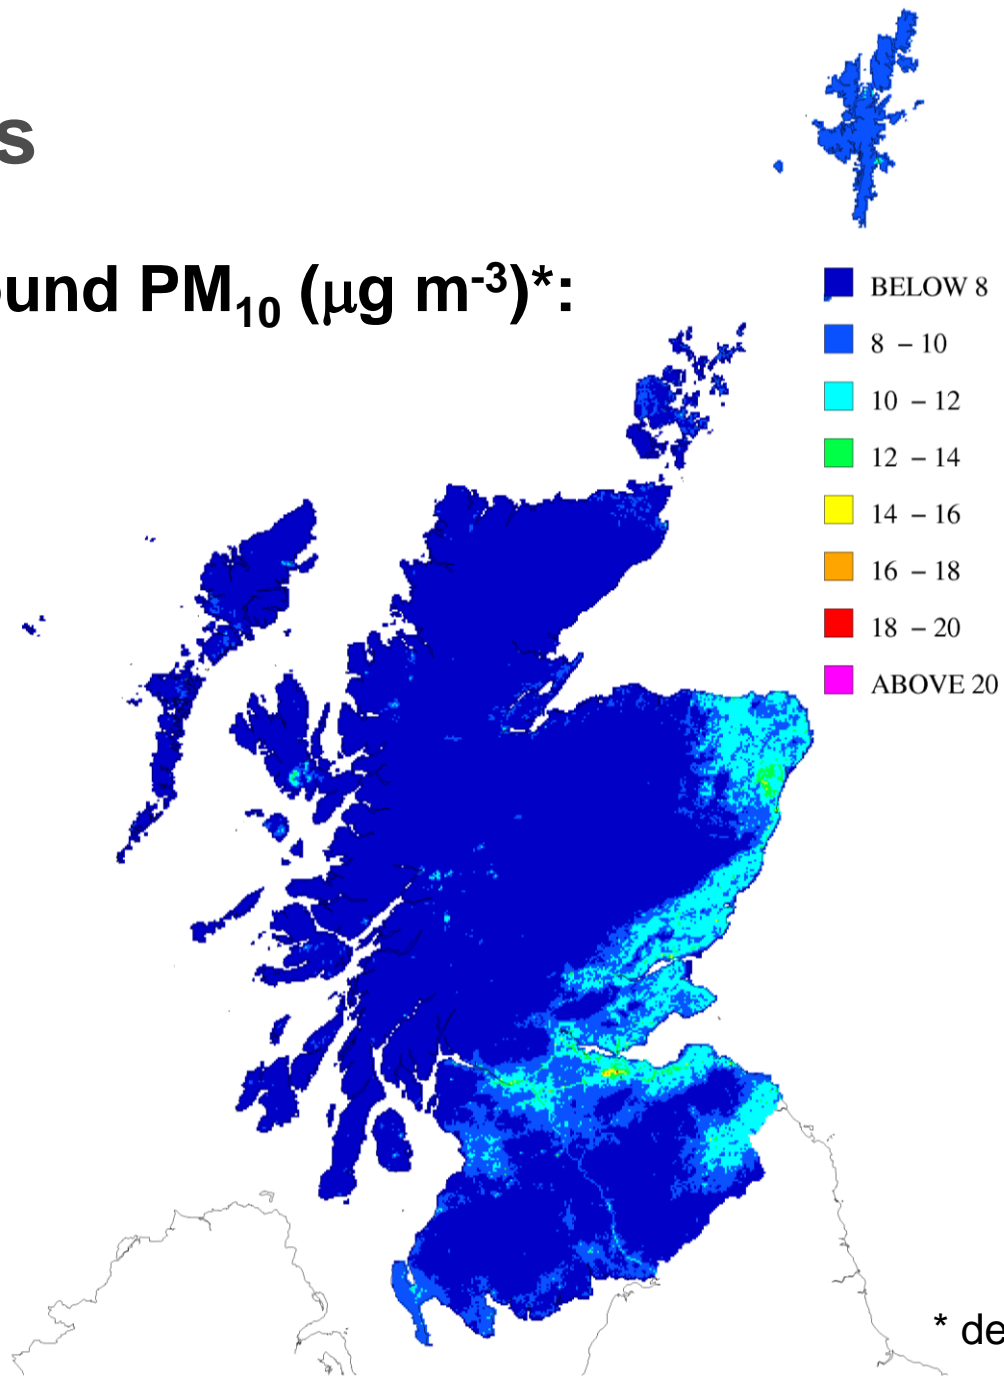 s
ound PM₁₀ (μg m⁻³)*:
BELOW 8
8 – 10
10 – 12
12 – 14
14 – 16
16 – 18
18 – 20
ABOVE 20
* de